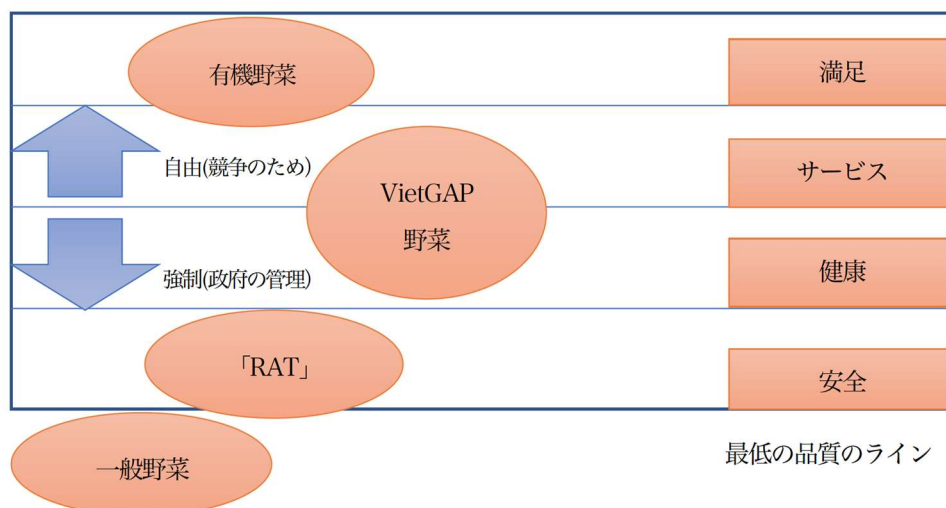 有機野菜
満足
自由(競争のため)
サービス
VietGAP
野菜
強制(政府の管理)
健康
「RAT」
安全
一般野菜
最低の品質のライン